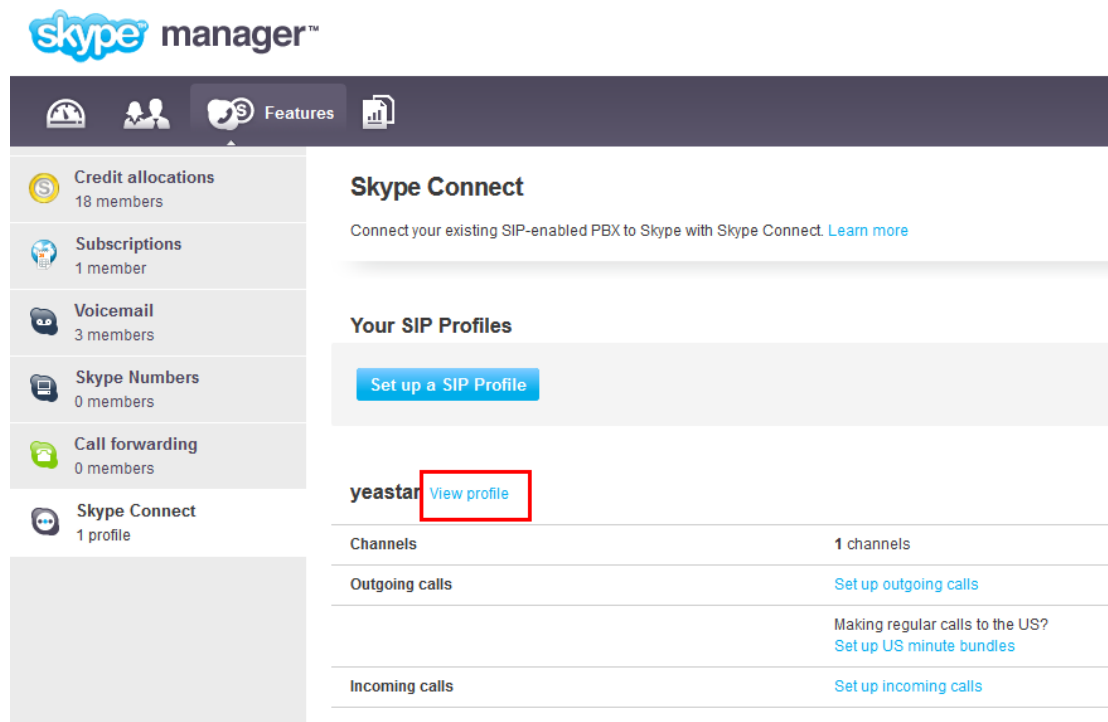 skype manager™
Features
Credit allocations
18 members
Subscriptions
1 member
Voicemail
3 members
Skype Numbers
0 members
Call forwarding
0 members
Skype Connect
1 profile
Skype Connect
Connect your existing SIP-enabled PBX to Skype with Skype Connect. Learn more
Your SIP Profiles
Set up a SIP Profile
yeastar View profile
Channels 1 channels
Outgoing calls Set up outgoing calls
Making regular calls to the US?
Set up US minute bundles
Incoming calls Set up incoming calls